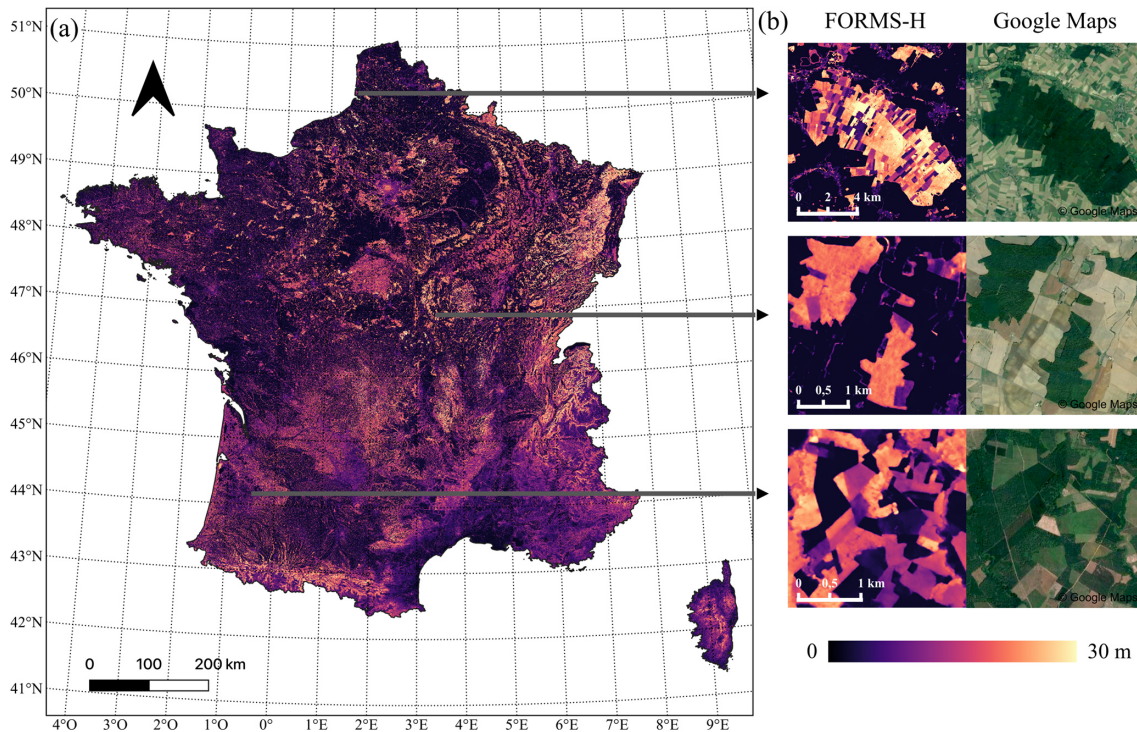 (a)
51°N
50°N
49°N
48°N
47°N
46°N
45°N
44°N
43°N
42°N
41°N
4°O 3°O 2°O 1°O 0° 1°E 2°E 3°E 4°E 5°E 6°E 7°E 8°E 9°E
0 100 200 km
(b)
FORMS-H Google Maps
0 2 4 km
© Google Maps
0 0,5 1 km
© Google Maps
0 0,5 1 km
© Google Maps
0 30 m